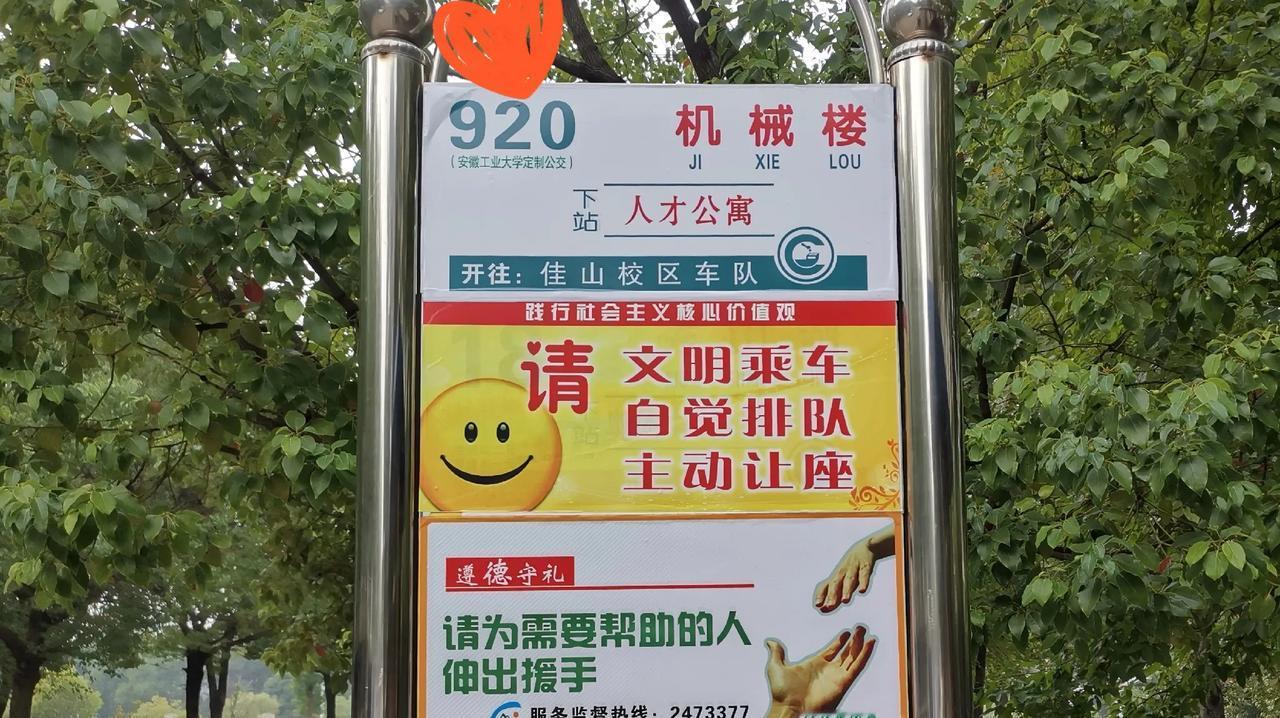 920
机械楼
（安徽工业大学定制公交）
JI XIE LOU
下站
人才公寓
开往：佳山校区车队
践行社会主义核心价值观
请
文明乘车
自觉排队
主动让座
遵德守礼
请为需要帮助的人
伸出援手
服务监督热线：2473377